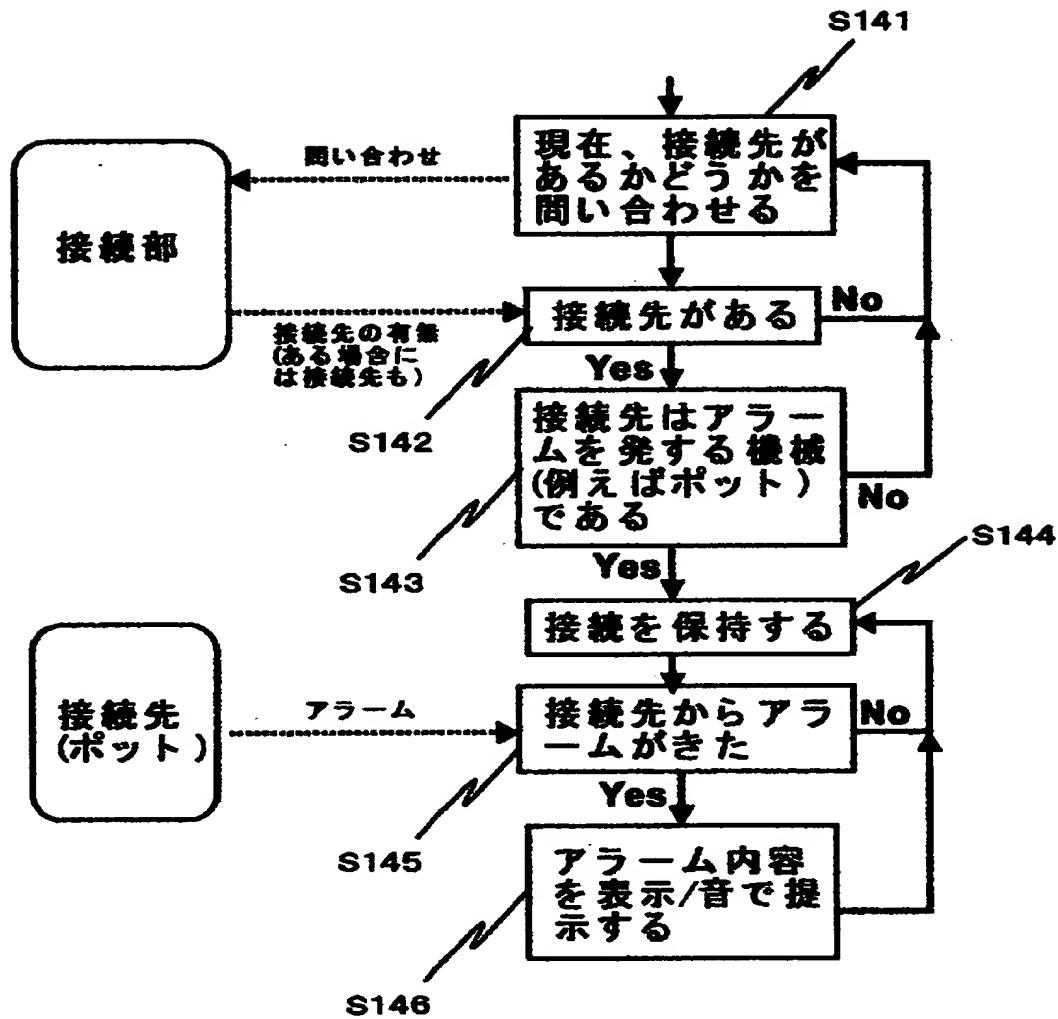 S141
現在、接続先が
あるかどうかを
問い合わせる
問い合わせ
接続部
接続先がある
No
接続先の有無
(ある場合に
は接続先も)
Yes
S142
接続先はアラー
ムを発する機械
(例えばポット)
である
No
S143
Yes
S144
接続を保持する
接続先
(ポット)
アラーム
接続先からアラ
ームがきた
No
Yes
S145
アラーム内容
を表示/音で提
示する
S146